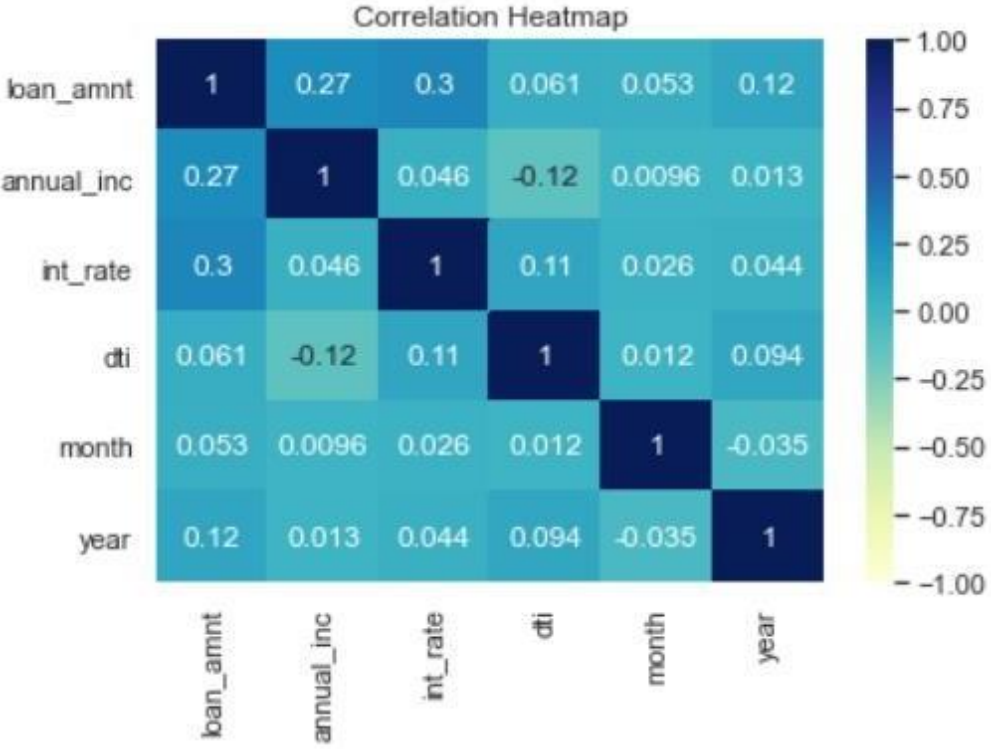 Correlation Heatmap
loan_amnt 1 0.27 0.3 0.061 0.053 0.12
annual_inc 0.27 1 0.046 -0.12 0.0096 0.013
int_rate 0.3 0.046 1 0.11 0.026 0.044
dti 0.061 -0.12 0.11 1 0.012 0.094
month 0.053 0.0096 0.026 0.012 1 -0.035
year 0.12 0.013 0.044 0.094 -0.035 1
loan_amnt
annual_inc
int_rate
dti
month
year
1.00
0.75
0.50
0.25
0.00
−0.25
−0.50
−0.75
−1.00